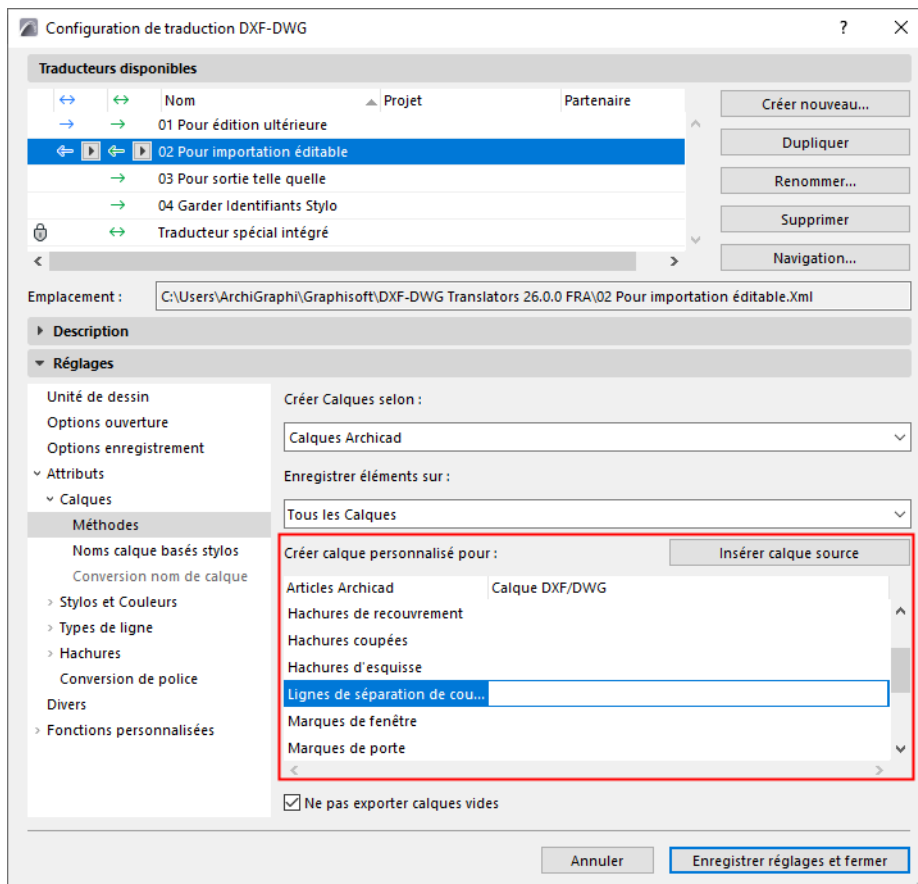 Configuration de traduction DXF-DWG
?
Traducteurs disponibles
Nom Projet Partenaire
01 Pour édition ultérieure
02 Pour importation éditable
03 Pour sortie telle quelle
04 Garder Identifiants Stylo
Traducteur spécial intégré
Créer nouveau...
Dupliquer
Renommer...
Supprimer
Navigation...
Emplacement : C:\Users\ArchiGraphi\Graphisoft\DXF-DWG Translators 26.0.0 FRA\02 Pour importation éditable.Xml
Description
Réglages
Unité de dessin
Options ouverture
Options enregistrement
Attributs
Calques
Méthodes
Noms calque basés stylos
Conversion nom de calque
Stylos et Couleurs
Types de ligne
Hachures
Conversion de police
Divers
Fonctions personnalisées
Créer Calques selon :
Calques Archicad
Enregistrer éléments sur :
Tous les Calques
Créer calque personnalisé pour : Insérer calque source
Articles Archicad Calque DXF/DWG
Hachures de recouvrement
Hachures coupées
Hachures d'esquisse
Lignes de séparation de cou...
Marques de fenêtre
Marques de porte
Ne pas exporter calques vides
Annuler Enregistrer réglages et fermer